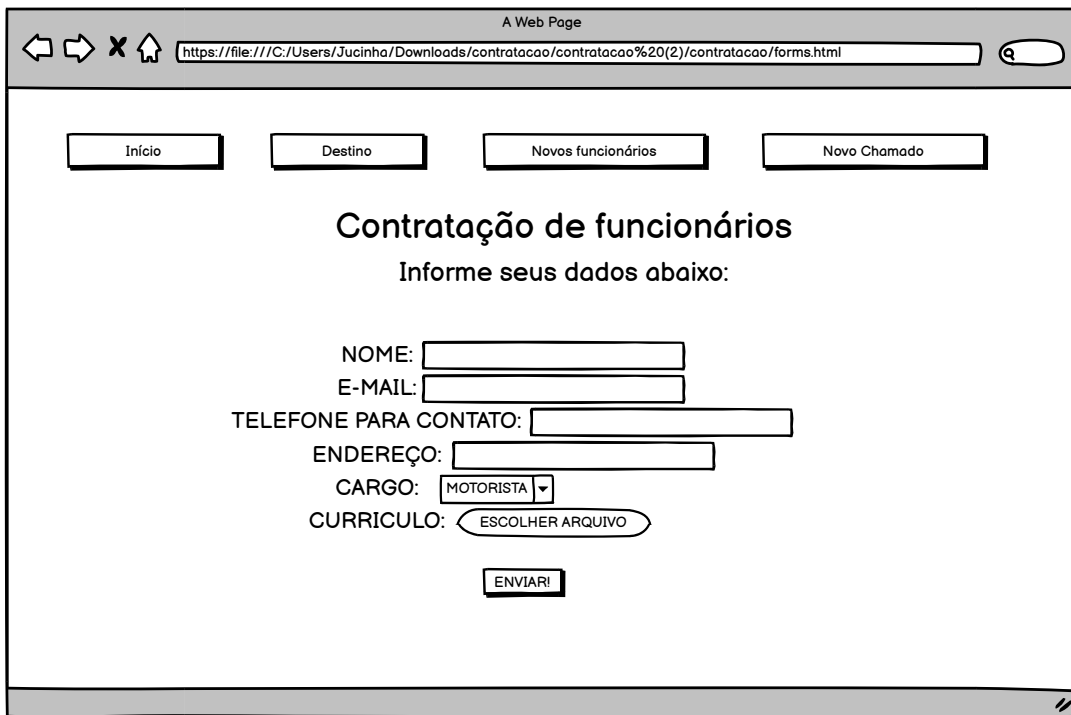 A Web Page
https://file:///C:/Users/Jucinha/Downloads/contratacao/contratacao%20(2)/contratacao/forms.html
Início Destino Novos funcionários Novo Chamado
Contratação de funcionários
Informe seus dados abaixo:
NOME:
E-MAIL:
TELEFONE PARA CONTATO:
ENDEREÇO:
CARGO: MOTORISTA
CURRICULO: ESCOLHER ARQUIVO
ENVIAR!